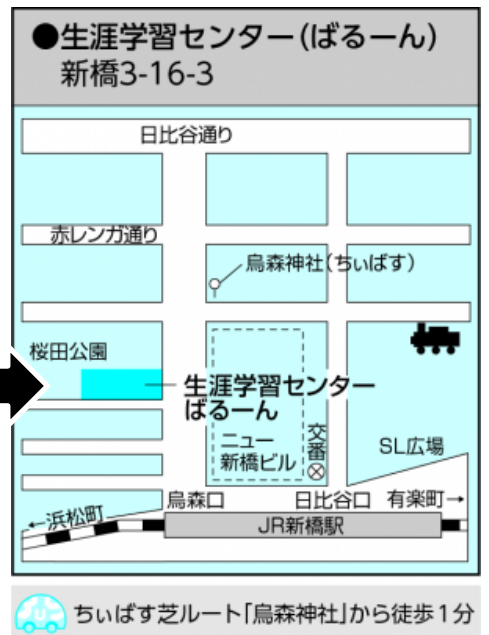 ●生涯学習センター(ばるーん)
新橋3-16-3
日比谷通り
赤レンガ通り
烏森神社(ちぃばす)
桜田公園
生涯学習センター
ばるーん
ニュー
新橋ビル
交番
SL広場
烏森口
日比谷口
有楽町→
←浜松町
JR新橋駅
ちぃばす芝ルート「烏森神社」から徒歩1分